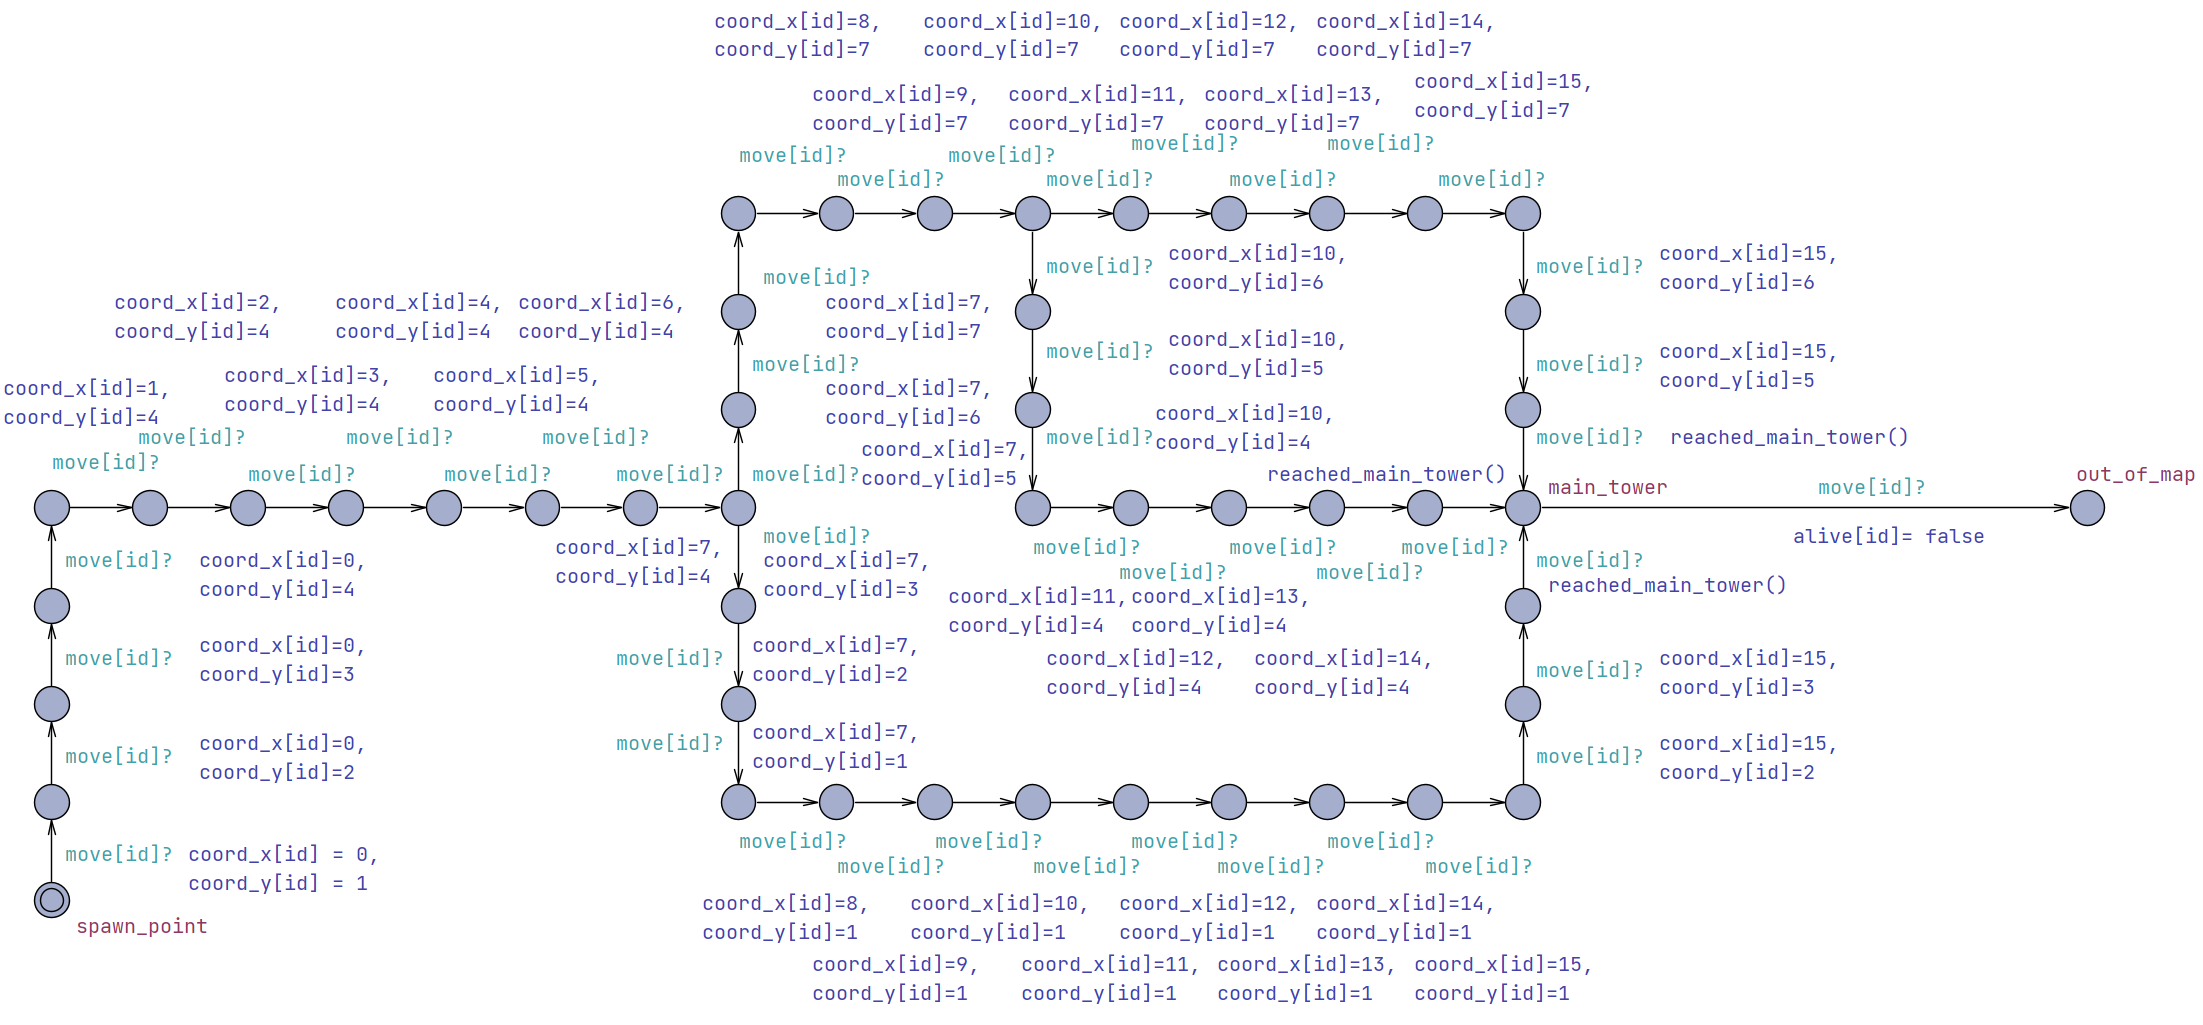 coord_x[id]=8,
coord_y[id]=7
coord_x[id]=10,
coord_y[id]=7
coord_x[id]=12,
coord_y[id]=7
coord_x[id]=14,
coord_y[id]=7
coord_x[id]=9,
coord_y[id]=7
coord_x[id]=11,
coord_y[id]=7
coord_x[id]=13,
coord_y[id]=7
coord_x[id]=15,
coord_y[id]=7
move[id]?
move[id]?
move[id]?
move[id]?
move[id]?
move[id]?
move[id]?
move[id]?
move[id]?
coord_x[id]=7,
coord_y[id]=7
move[id]?
coord_x[id]=10,
coord_y[id]=6
move[id]?
coord_x[id]=15,
coord_y[id]=6
coord_x[id]=2,
coord_y[id]=4
coord_x[id]=4,
coord_y[id]=4
coord_x[id]=6,
coord_y[id]=4
move[id]?
coord_x[id]=7,
coord_y[id]=6
move[id]?
coord_x[id]=10,
coord_y[id]=5
move[id]?
coord_x[id]=15,
coord_y[id]=5
coord_x[id]=1,
coord_y[id]=4
coord_x[id]=3,
coord_y[id]=4
coord_x[id]=5,
coord_y[id]=4
move[id]?
coord_x[id]=10,
coord_y[id]=4
move[id]?
reached_main_tower()
move[id]?
move[id]?
move[id]?
move[id]?
move[id]?
move[id]?
move[id]?
move[id]?
coord_x[id]=7,
coord_y[id]=5
reached_main_tower()
main_tower
move[id]?
out_of_map
alive[id]= false
move[id]?
coord_x[id]=0,
coord_y[id]=4
coord_x[id]=7,
coord_y[id]=4
move[id]?
coord_x[id]=7,
coord_y[id]=3
move[id]?
move[id]?
move[id]?
move[id]?
move[id]?
coord_x[id]=11,
coord_y[id]=4
coord_x[id]=13,
coord_y[id]=4
move[id]?
reached_main_tower()
move[id]?
coord_x[id]=0,
coord_y[id]=3
move[id]?
coord_x[id]=7,
coord_y[id]=2
coord_x[id]=12,
coord_y[id]=4
coord_x[id]=14,
coord_y[id]=4
move[id]?
coord_x[id]=15,
coord_y[id]=3
move[id]?
coord_x[id]=0,
coord_y[id]=2
move[id]?
coord_x[id]=7,
coord_y[id]=1
move[id]?
coord_x[id]=15,
coord_y[id]=2
move[id]?
coord_x[id] = 0,
coord_y[id] = 1
spawn_point
move[id]?
move[id]?
move[id]?
move[id]?
move[id]?
move[id]?
move[id]?
move[id]?
coord_x[id]=8,
coord_y[id]=1
coord_x[id]=10,
coord_y[id]=1
coord_x[id]=12,
coord_y[id]=1
coord_x[id]=14,
coord_y[id]=1
coord_x[id]=9,
coord_y[id]=1
coord_x[id]=11,
coord_y[id]=1
coord_x[id]=13,
coord_y[id]=1
coord_x[id]=15,
coord_y[id]=1